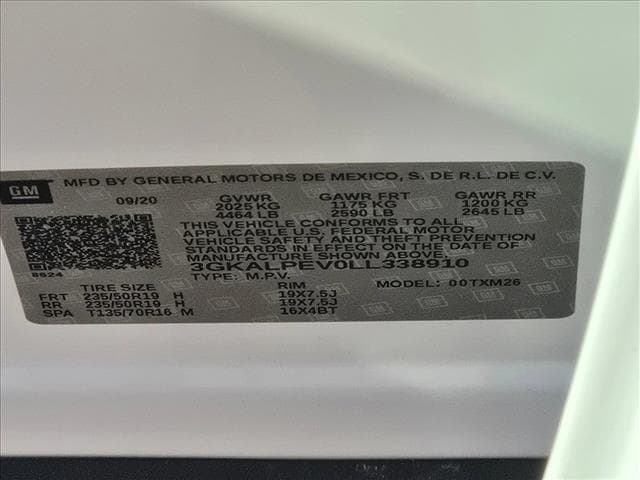 GM MFD BY GENERAL MOTORS DE MEXICO, S. DE R.L. DE C.V.
09/20 GVWR GAWR FRT GAWR RR
2025 KG 1175 KG 1200 KG
4464 LB 2590 LB 2645 LB
THIS VEHICLE CONFORMS TO ALL
APPLICABLE U.S. FEDERAL MOTOR
VEHICLE SAFETY AND THEFT PREVENTION
STANDARDS IN EFFECT ON THE DATE OF
MANUFACTURE SHOWN ABOVE.
8624 3GKALPEV0LL338910
TYPE: M.P.V. MODEL: 00TXM26
TIRE SIZE RIM
FRT 235/50R19 H 19X7.5J
RR 235/50R19 H 19X7.5J
SPA T135/70R16 M 16X4BT